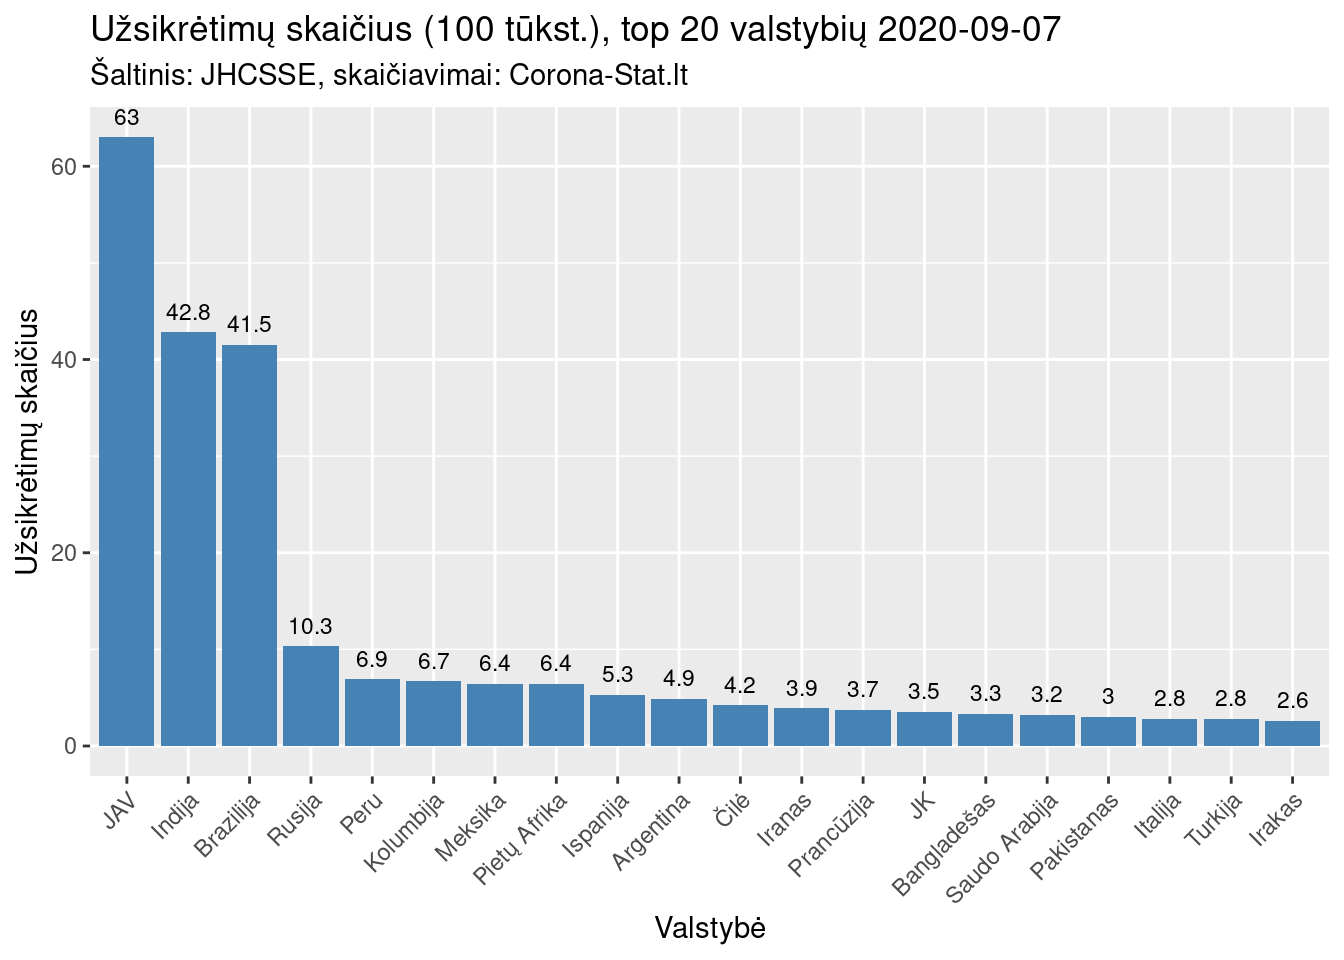 Užsikrėtimų skaičius (100 tūkst.), top 20 valstybių 2020-09-07
Šaltinis: JHCSSE, skaičiavimai: Corona-Stat.lt
Užsikrėtimų skaičius
60
40
20
0
63
42.8
41.5
10.3
6.9
6.7
6.4
6.4
5.3
4.9
4.2
3.9
3.7
3.5
3.3
3.2
3
2.8
2.8
2.6
JAV
Indija
Brazilija
Rusija
Peru
Kolumbija
Meksika
Pietų Afrika
Ispanija
Argentina
Čilė
Iranas
Prancūzija
JK
Bangladešas
Saudo Arabija
Pakistanas
Italija
Turkija
Irakas
Valstybė